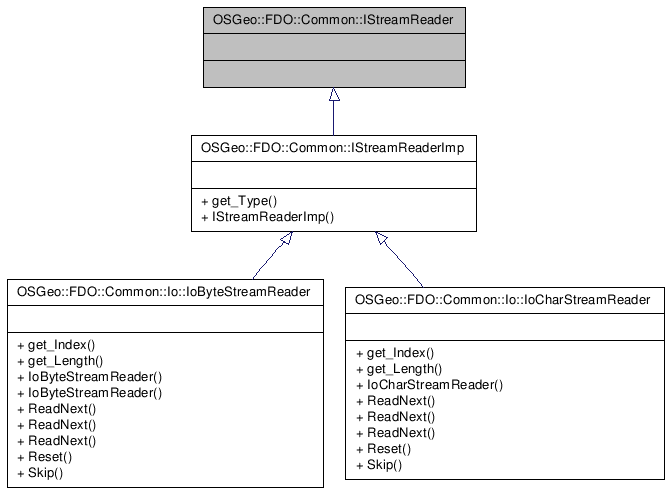 OSGeo::FDO::Common::IStreamReader
OSGeo::FDO::Common::IStreamReaderImp
+ get_Type()
+ IStreamReaderImp()
OSGeo::FDO::Common::Io::IoByteStreamReader
+ get_Index()
+ get_Length()
+ IoByteStreamReader()
+ IoByteStreamReader()
+ ReadNext()
+ ReadNext()
+ ReadNext()
+ Reset()
+ Skip()
OSGeo::FDO::Common::Io::IoCharStreamReader
+ get_Index()
+ get_Length()
+ IoCharStreamReader()
+ ReadNext()
+ ReadNext()
+ ReadNext()
+ Reset()
+ Skip()